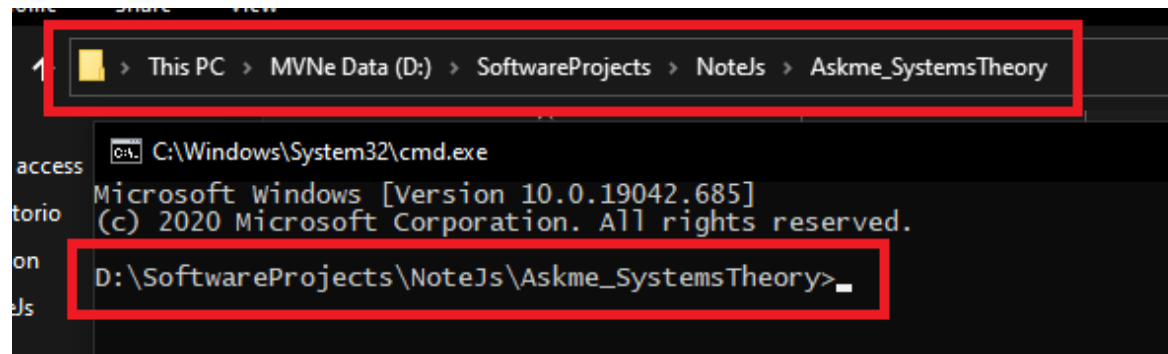 This PC > MVNe Data (D:) > SoftwareProjects > NoteJs > Askme_SystemsTheory
C:\Windows\System32\cmd.exe
access
Microsoft Windows [Version 10.0.19042.685]
torio
(c) 2020 Microsoft Corporation. All rights reserved.
on
D:\SoftwareProjects\NoteJs\Askme_SystemsTheory>
Js